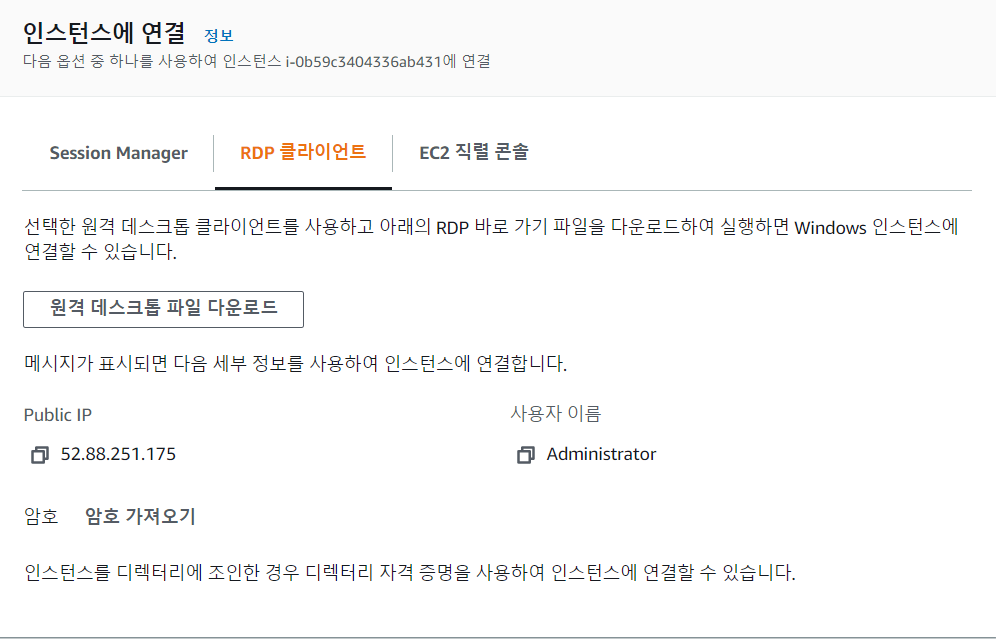 인스턴스에 연결 정보
다음 옵션 중 하나를 사용하여 인스턴스 i-0b59c3404336ab431에 연결
Session Manager
RDP 클라이언트
EC2 직렬 콘솔
선택한 원격 데스크톱 클라이언트를 사용하고 아래의 RDP 바로 가기 파일을 다운로드하여 실행하면 Windows 인스턴스에
연결할 수 있습니다.
원격 데스크톱 파일 다운로드
메시지가 표시되면 다음 세부 정보를 사용하여 인스턴스에 연결합니다.
Public IP
52.88.251.175
사용자 이름
Administrator
암호 암호 가져오기
인스턴스를 디렉터리에 조인한 경우 디렉터리 자격 증명을 사용하여 인스턴스에 연결할 수 있습니다.